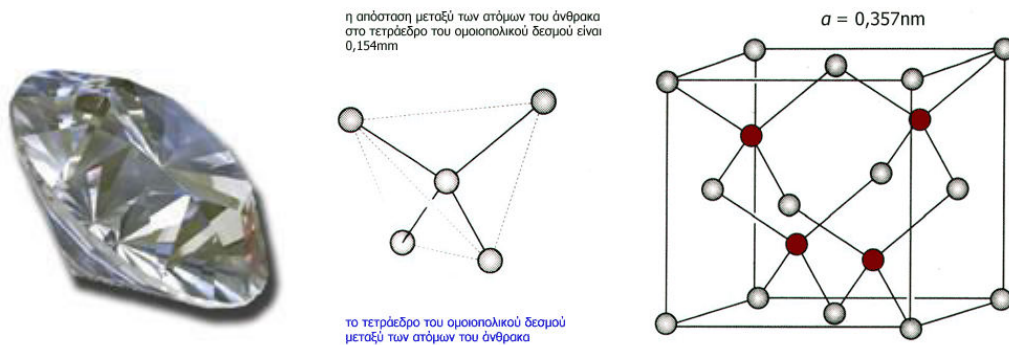 η απόσταση μεταξύ των ατόμων του άνθρακα
στο τετράεδρο του ομοιοπολικού δεσμού είναι
0,154mm
a = 0,357nm
το τετράεδρο του ομοιοπολικού δεσμού
μεταξύ των ατόμων του άνθρακα